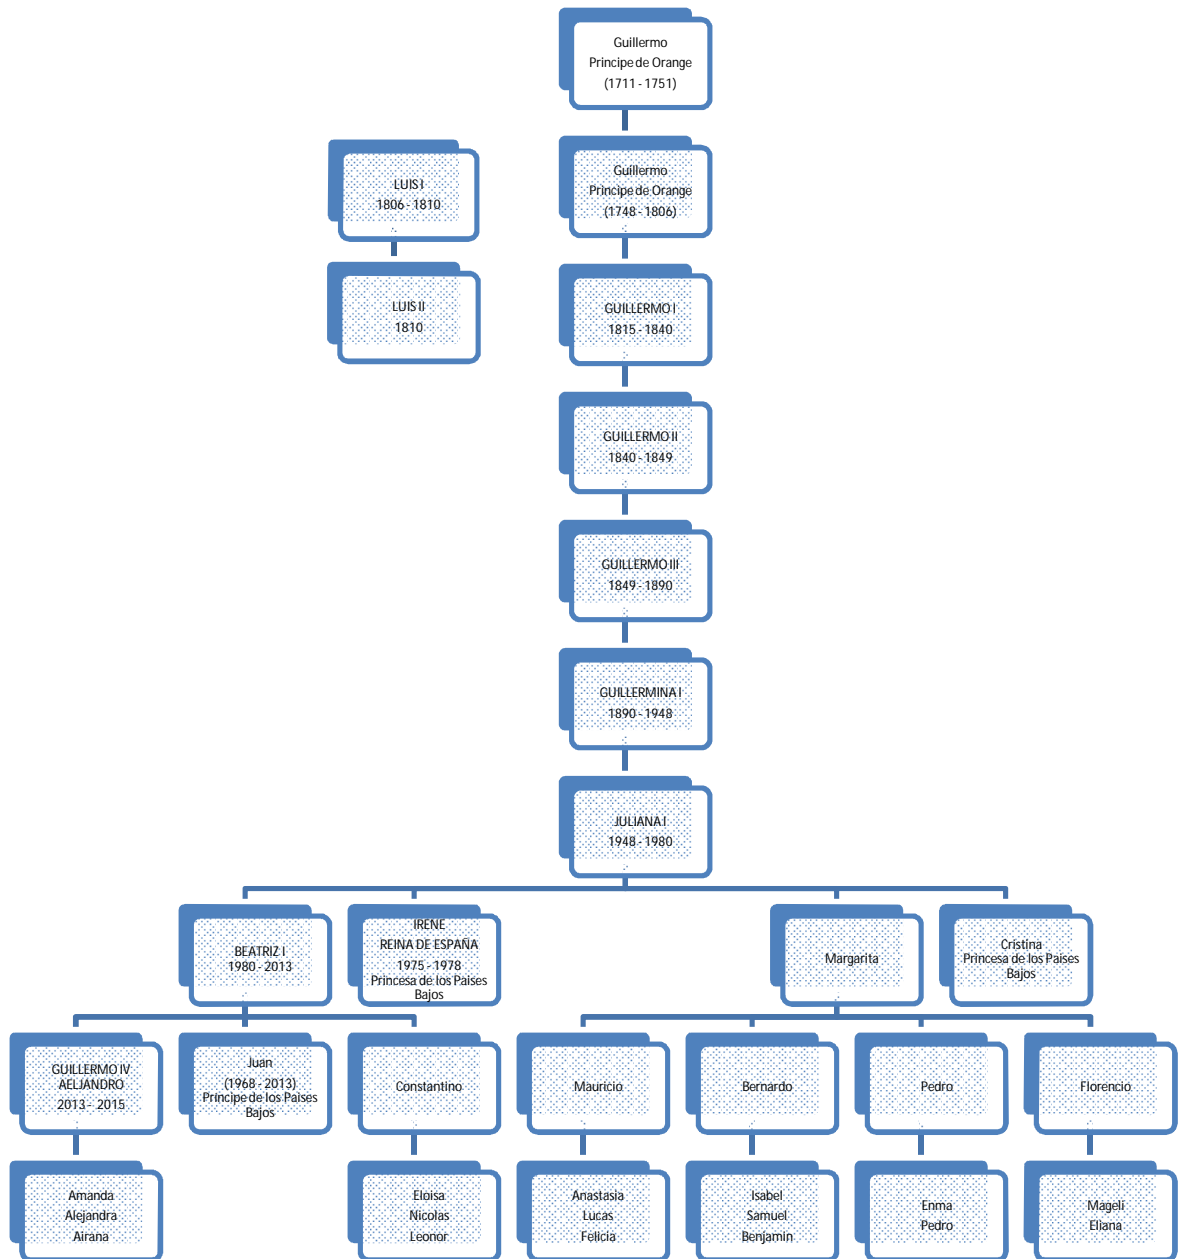 Guillermo
Principe de Orange
(1711 - 1751)
LUIS I
1806 - 1810
Guillermo
Principe de Orange
(1748 - 1806)
LUIS II
1810
GUILLERMO I
1815 - 1840
GUILLERMO II
1840 - 1849
GUILLERMO III
1849 - 1890
GUILLERMINA I
1890 - 1948
JULIANA I
1948 - 1980
BEATRIZ I
1980 - 2013
IRENE
REINA DE ESPAÑA
1975 - 1978
Princesa de los Paises
Bajos
Margarita
Cristina
Princesa de los Paises
Bajos
GUILLERMO IV
AELJANDRO
2013 - 2015
Juan
(1968 - 2013)
Príncipe de los Paises
Bajos
Constantino
Mauricio
Bernardo
Pedro
Florencio
Amanda
Alejandra
Airana
Eloisa
Nicolas
Leonor
Anastasia
Lucas
Felicia
Isabel
Samuel
Benjamin
Enma
Pedro
Mageli
Eliana